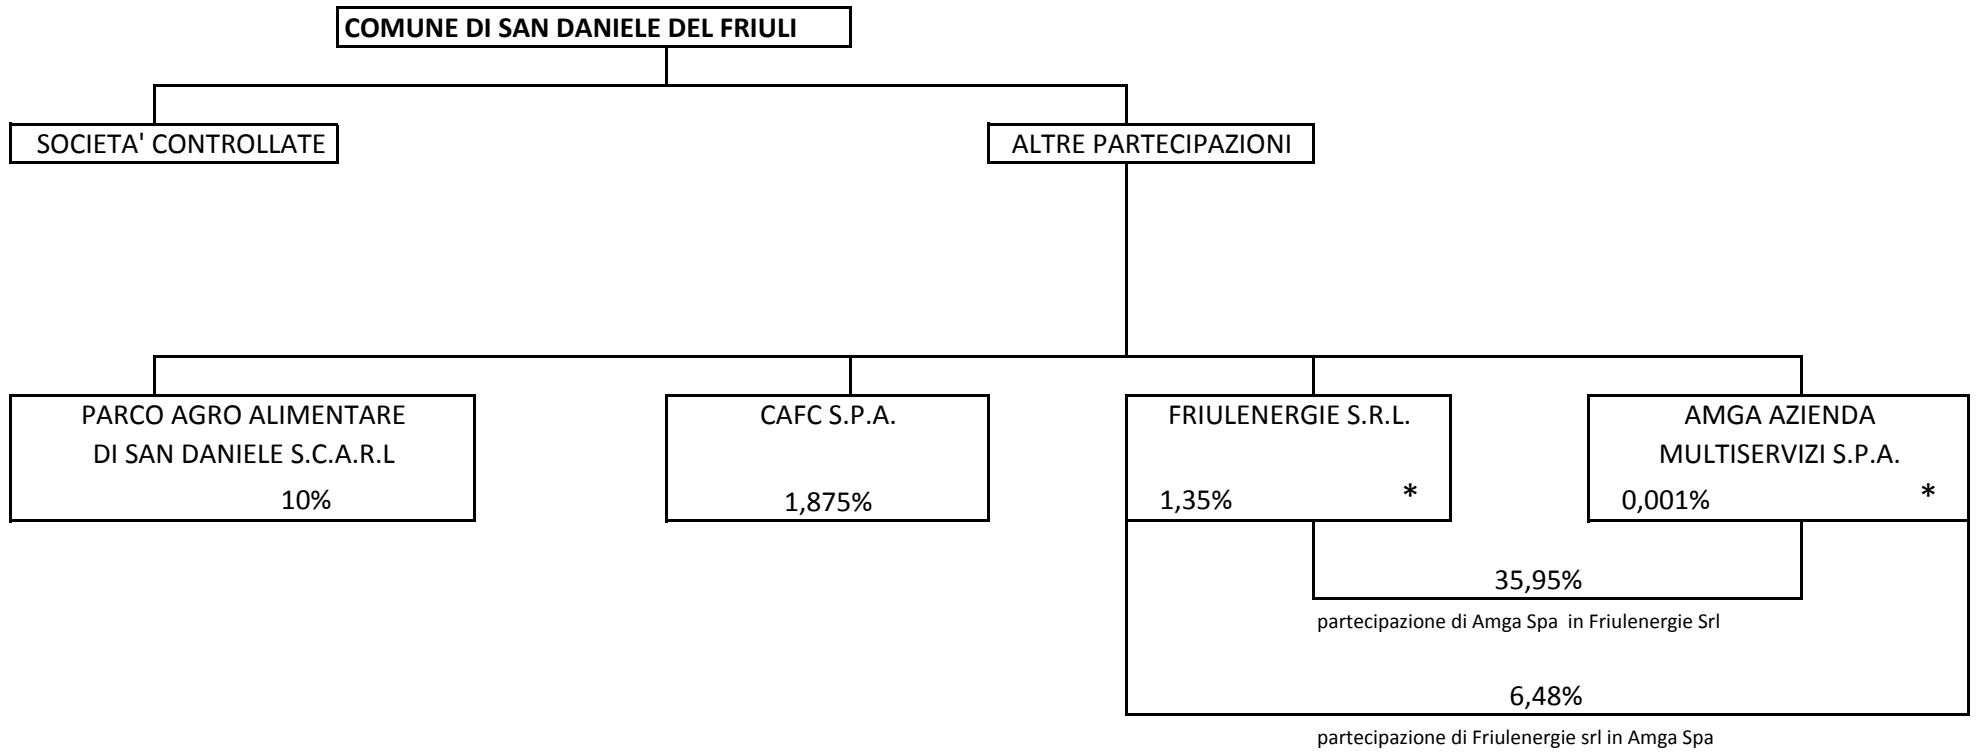 COMUNE DI SAN DANIELE DEL FRIULI
SOCIETA' CONTROLLATE
ALTRE PARTECIPAZIONI
PARCO AGRO ALIMENTARE
DI SAN DANIELE S.C.A.R.L
10%
CAFC S.P.A.
1,875%
FRIULENERGIE S.R.L.
1,35% *
AMGA AZIENDA
MULTISERVIZI S.P.A.
0,001% *
35,95%
partecipazione di Amga Spa in Friulenergie Srl
6,48%
partecipazione di Friulenergie srl in Amga Spa